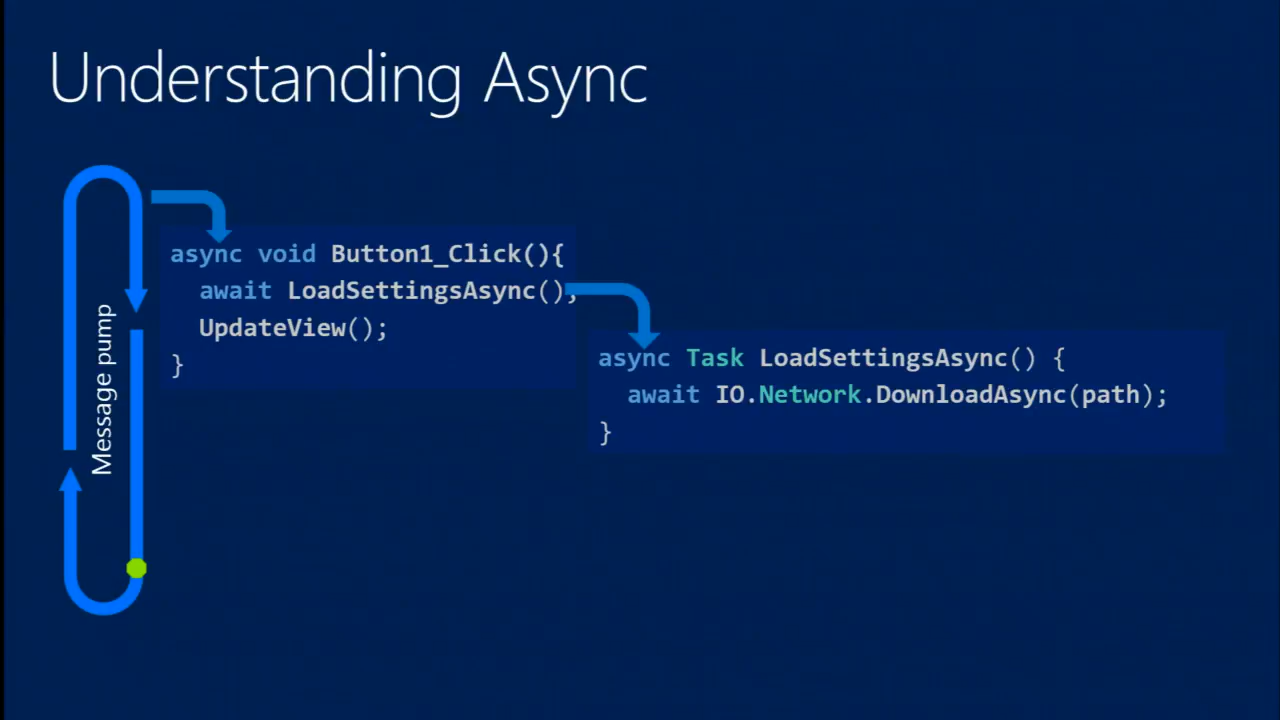 Understanding Async
Message pump
async void Button1_Click(){
await LoadSettingsAsync();
UpdateView();
}
async Task LoadSettingsAsync() {
await IO.Network.DownloadAsync(path);
}